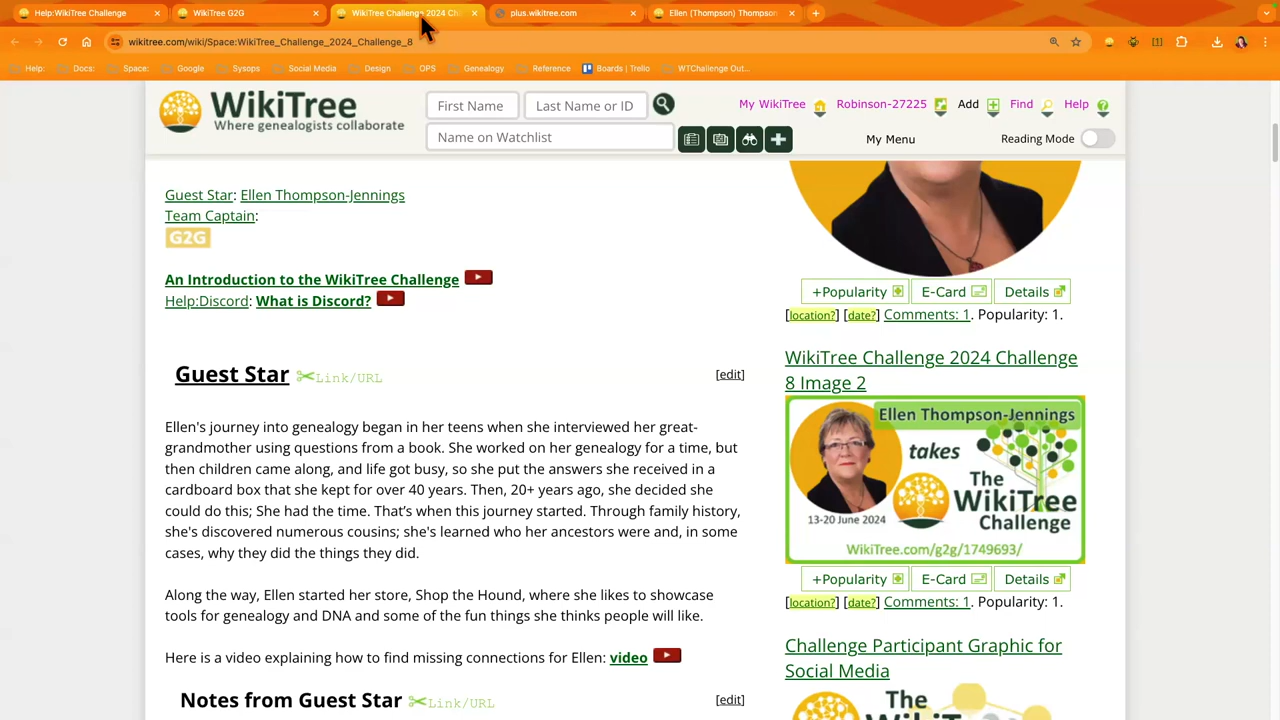 Help:WikiTree Challenge
WikiTree G2G
WikiTree Challenge 2024 Ch
plus.wikitree.com
Ellen (Thompson) Thompson
wikitree.com/wiki/Space:WikiTree_Challenge_2024_Challenge_8
Help:
Docs:
Space:
Google
Sysops
Social Media
Design
OPS
Genealogy
Reference
Boards | Trello
WTChallenge Out...
WikiTree
Where genealogists collaborate
First Name
Last Name or ID
Name on Watchlist
My WikiTree
Robinson-27225
Add
Find
Help
My Menu
Reading Mode
Guest Star: Ellen Thompson-Jennings
Team Captain:
G2G
An Introduction to the WikiTree Challenge
Help:Discord: What is Discord?
Guest Star
Link/URL
[edit]
Ellen's journey into genealogy began in her teens when she interviewed her great-
grandmother using questions from a book. She worked on her genealogy for a time, but
then children came along, and life got busy, so she put the answers she received in a
cardboard box that she kept for over 40 years. Then, 20+ years ago, she decided she
could do this; She had the time. That's when this journey started. Through family history,
she's discovered numerous cousins; she's learned who her ancestors were and, in some
cases, why they did the things they did.
Along the way, Ellen started her store, Shop the Hound, where she likes to showcase
tools for genealogy and DNA and some of the fun things she thinks people will like.
Here is a video explaining how to find missing connections for Ellen: video
Notes from Guest Star
Link/URL
[edit]
+Popularity
E-Card
Details
[location?] [date?] Comments: 1. Popularity: 1.
WikiTree Challenge 2024 Challenge
8 Image 2
Ellen Thompson-Jennings
takes
The
WikiTree
Challenge
13-20 June 2024
WikiTree.com/g2g/1749693/
+Popularity
E-Card
Details
[location?] [date?] Comments: 1. Popularity: 1.
Challenge Participant Graphic for
Social Media
The